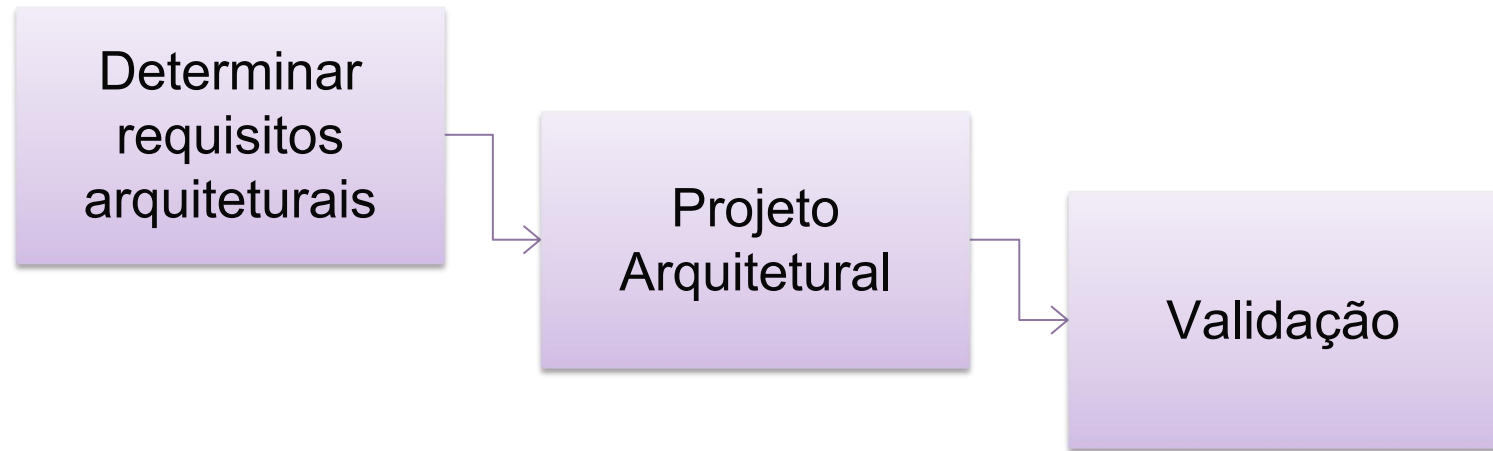 Determinar
requisitos
arquiteturais
Projeto
Arquitetural
Validação